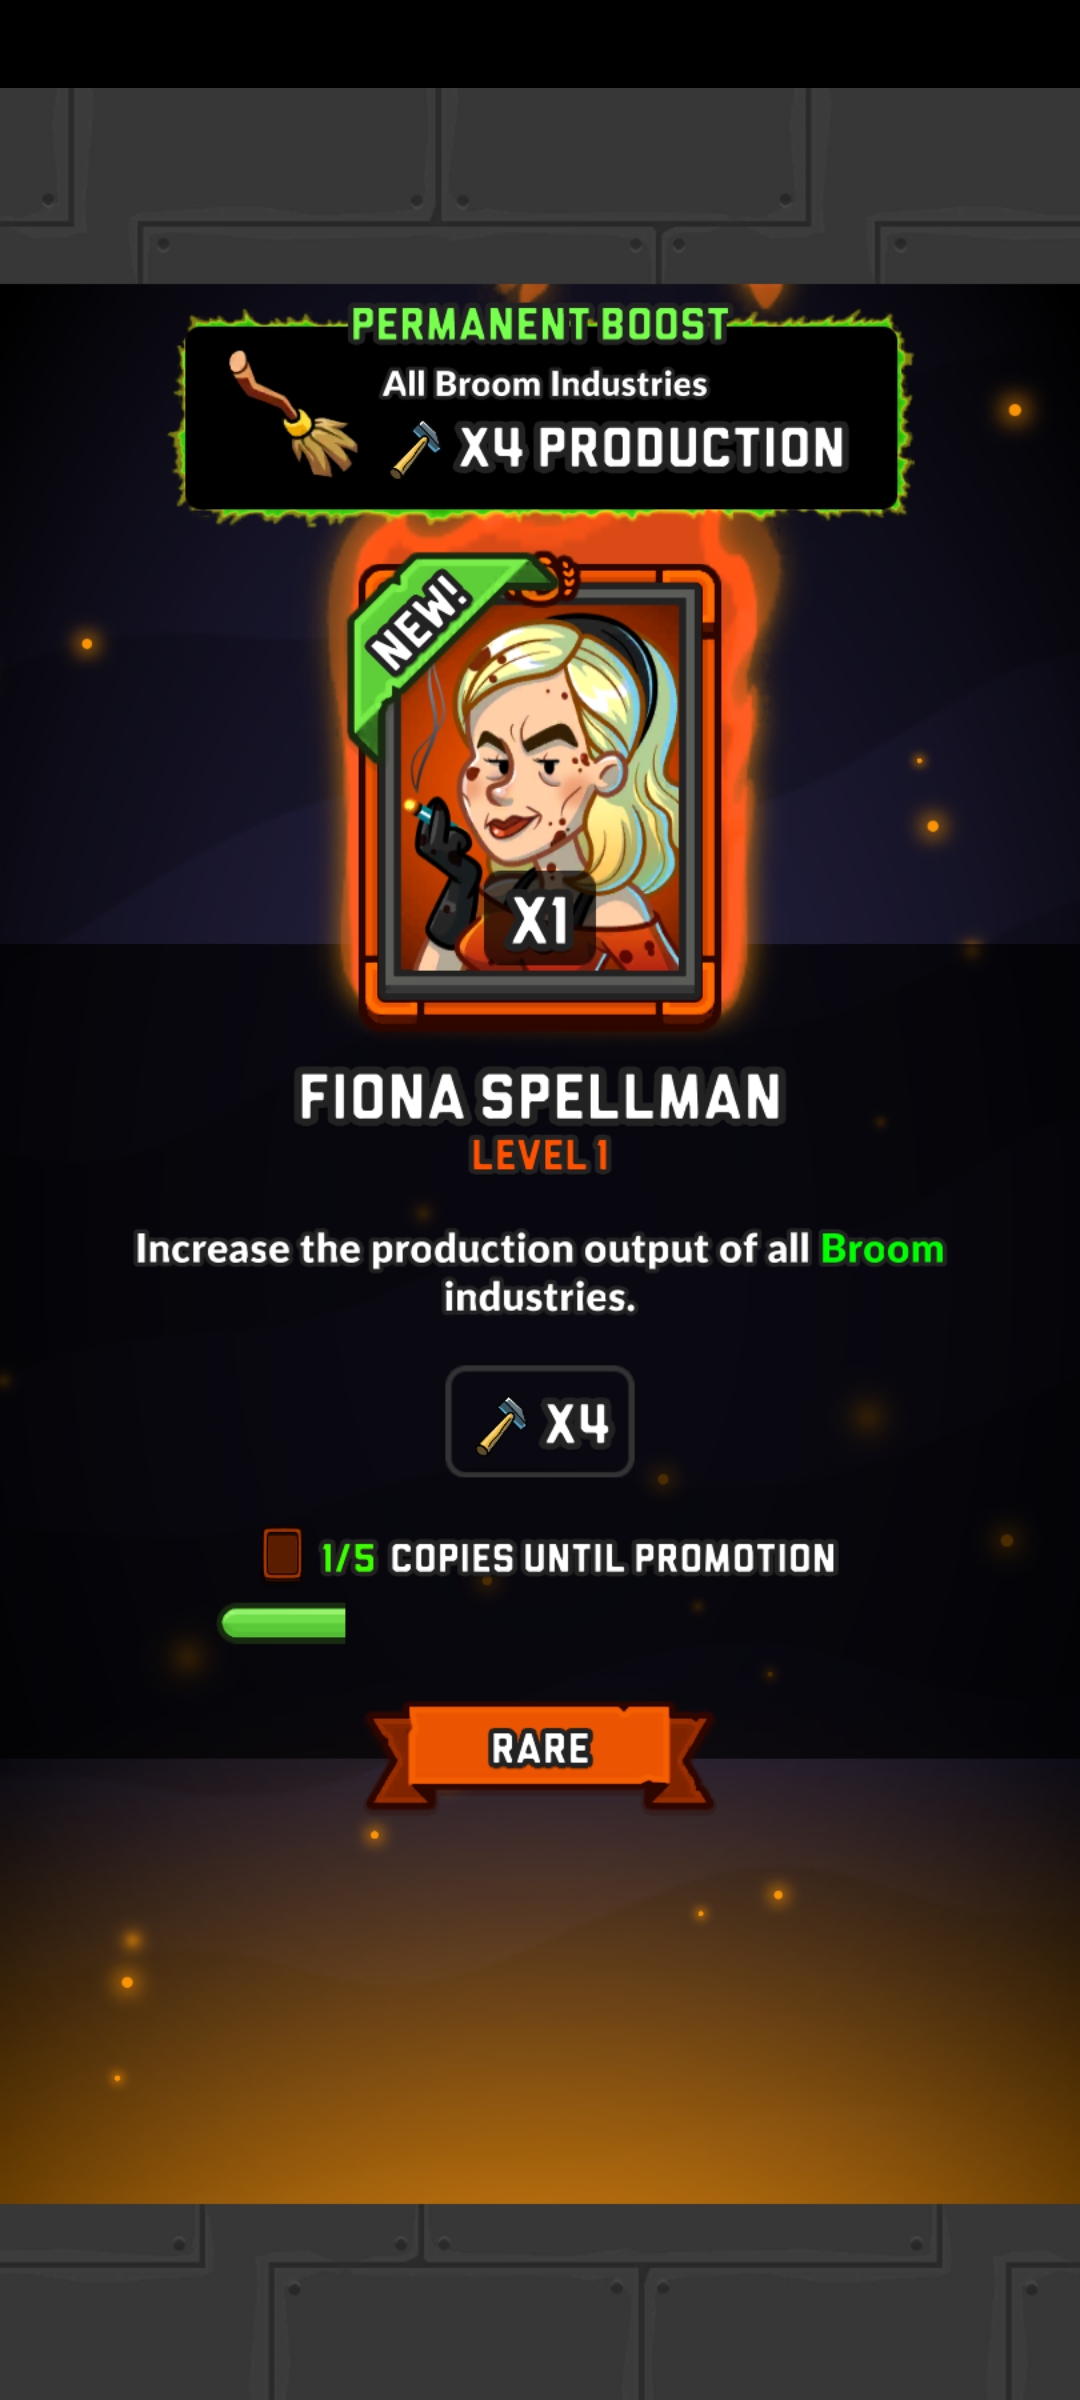 PERMANENT BOOST
All Broom Industries
X4 PRODUCTION
NEW!
X1
FIONA SPELLMAN
LEVEL 1
Increase the production output of all Broom
industries.
X4
1/5 COPIES UNTIL PROMOTION
RARE